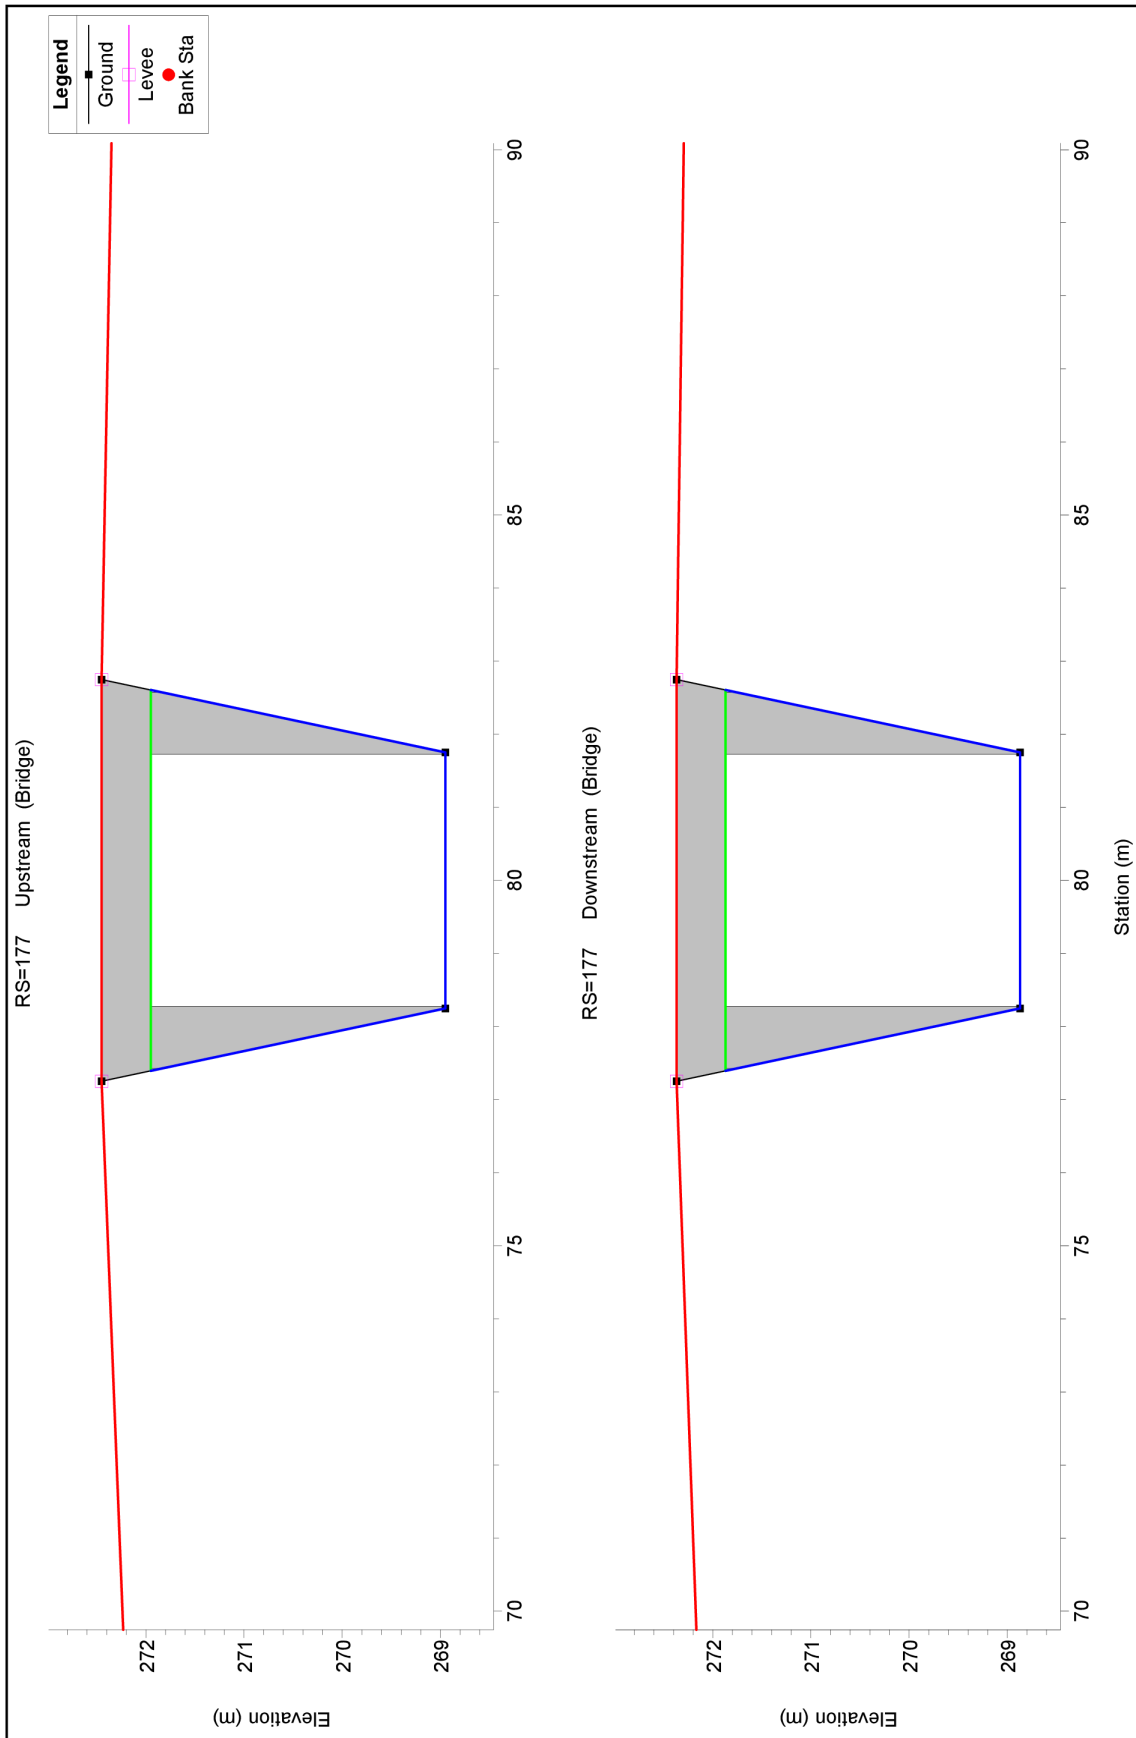 RS=177 Upstream (Bridge)
Legend
Ground
Levee
Bank Sta
272
271
270
269
Elevation (m)
70
75
80
85
90
RS=177 Downstream (Bridge)
272
271
270
269
Elevation (m)
70
75
80
85
90
Station (m)